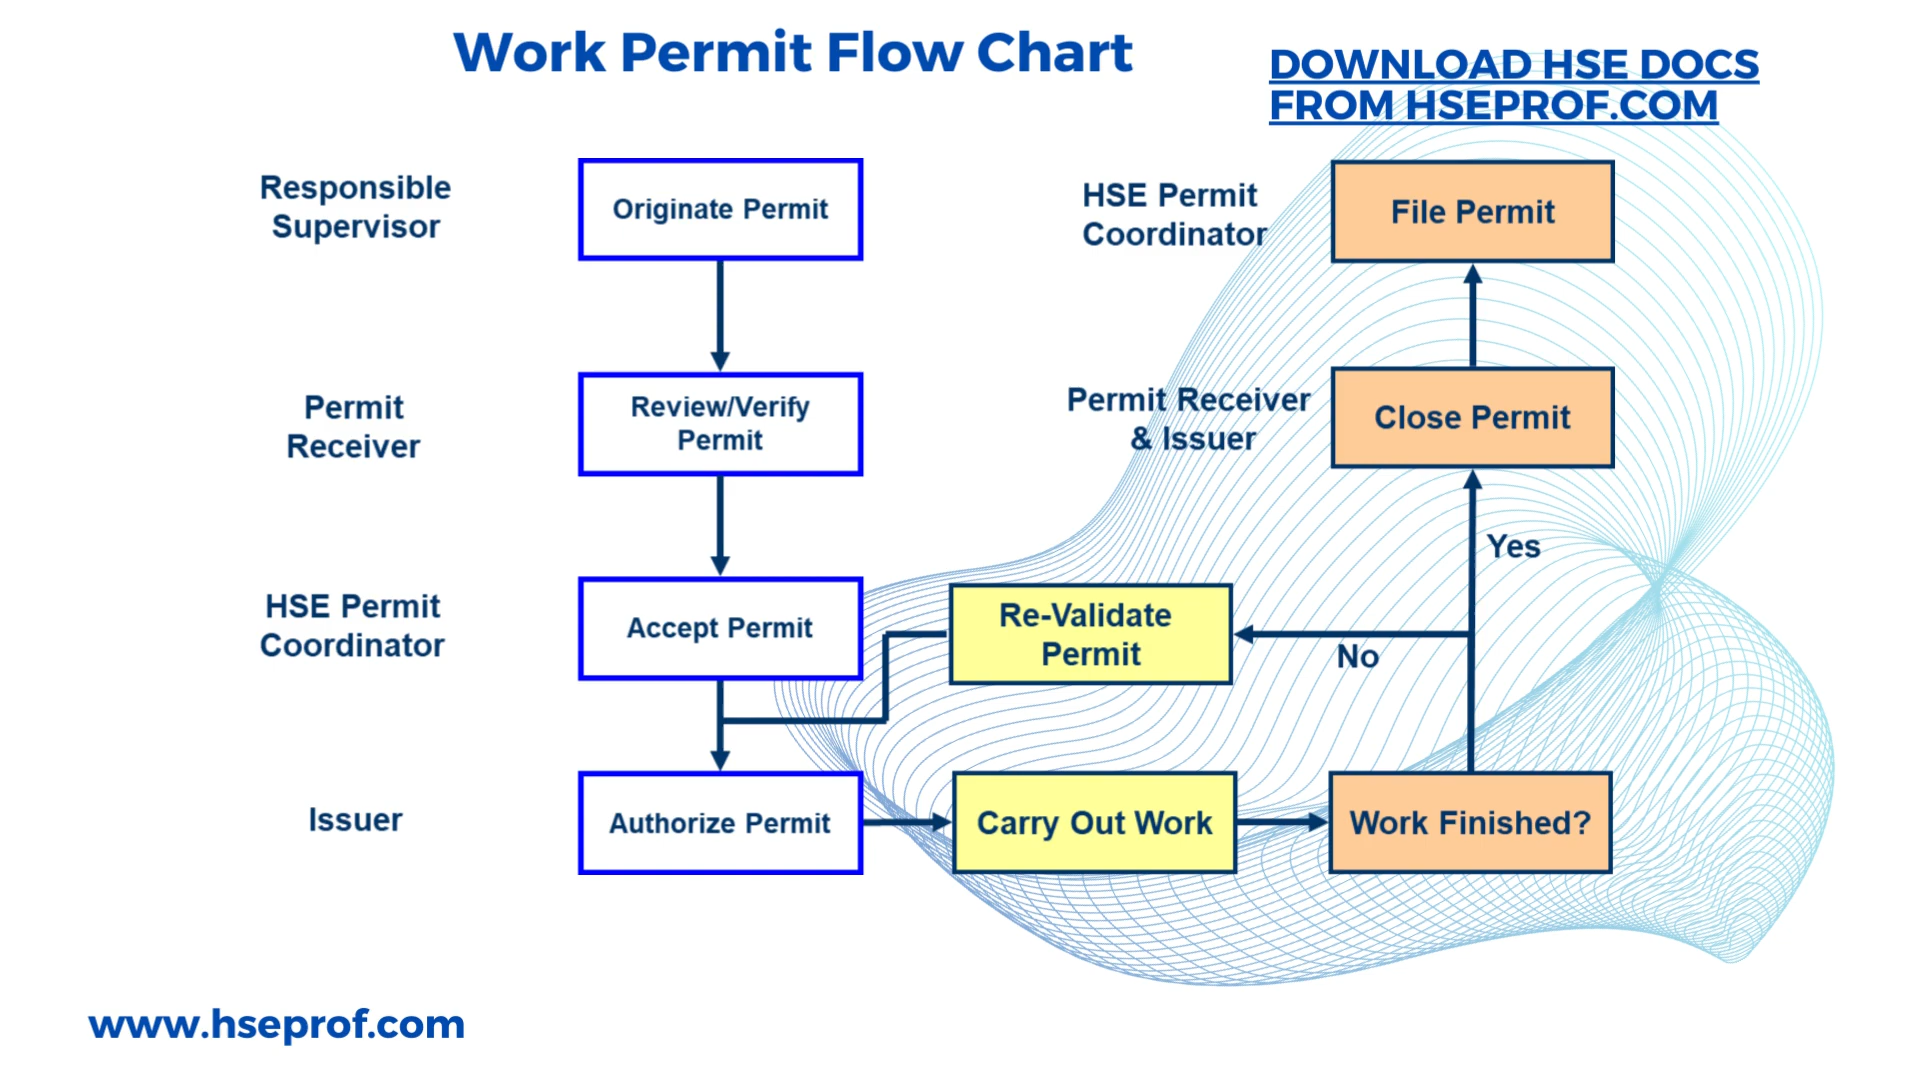 Work Permit Flow Chart
DOWNLOAD HSE DOCS
FROM HSEPROF.COM
Responsible
Supervisor
Originate Permit
HSE Permit
Coordinator
File Permit
Permit
Receiver
Review/Verify
Permit
Permit Receiver
& Issuer
Close Permit
Yes
HSE Permit
Coordinator
Accept Permit
Re-Validate
Permit
No
Issuer
Authorize Permit
Carry Out Work
Work Finished?
www.hseprof.com